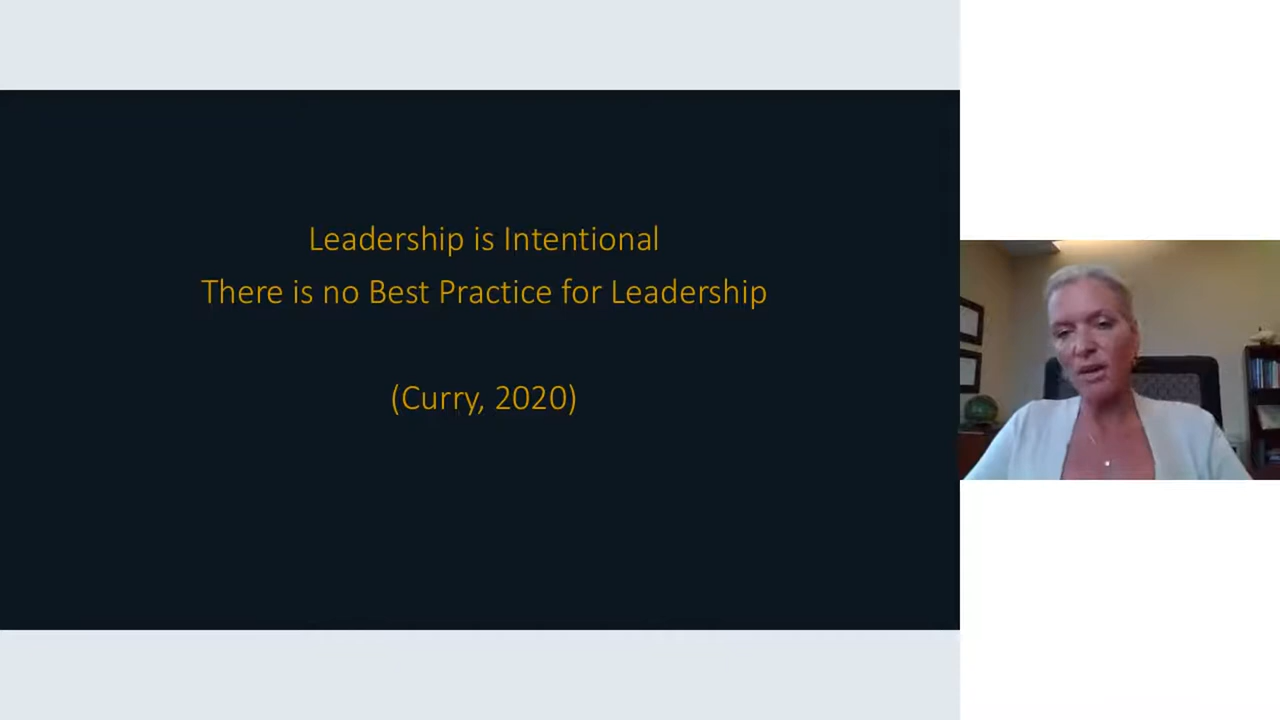 Leadership is Intentional
There is no Best Practice for Leadership
(Curry, 2020)